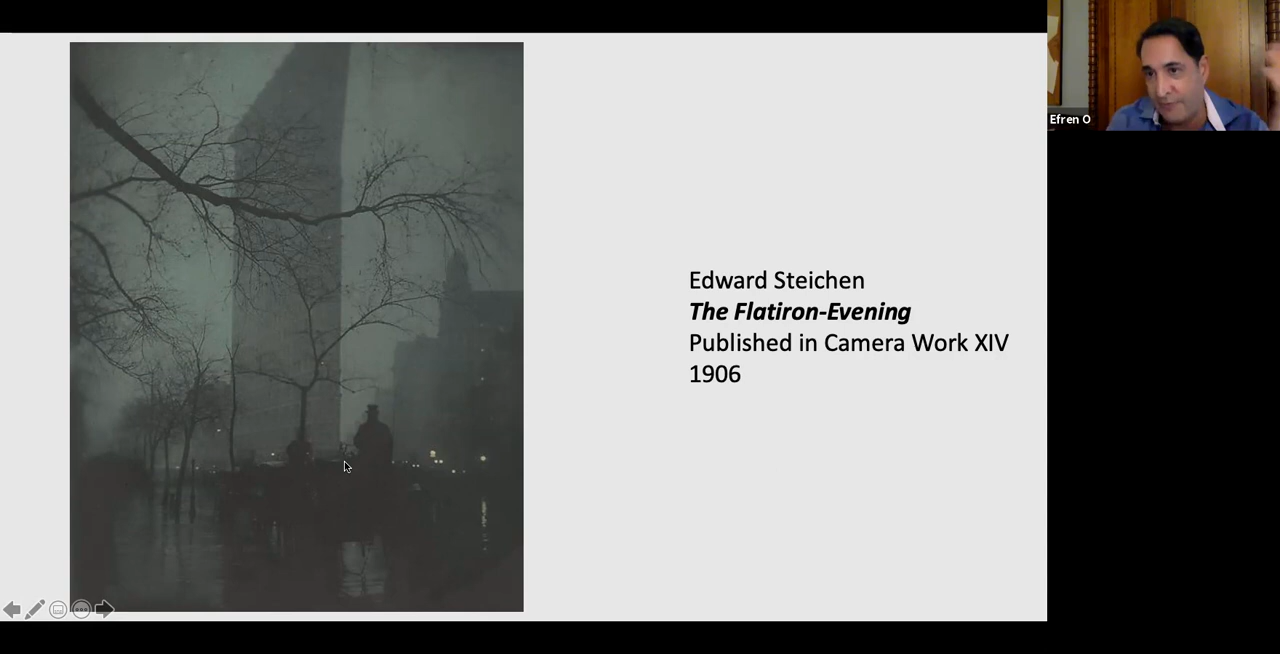 Edward Steichen
The Flatiron-Evening
Published in Camera Work XIV
1906
Efren O